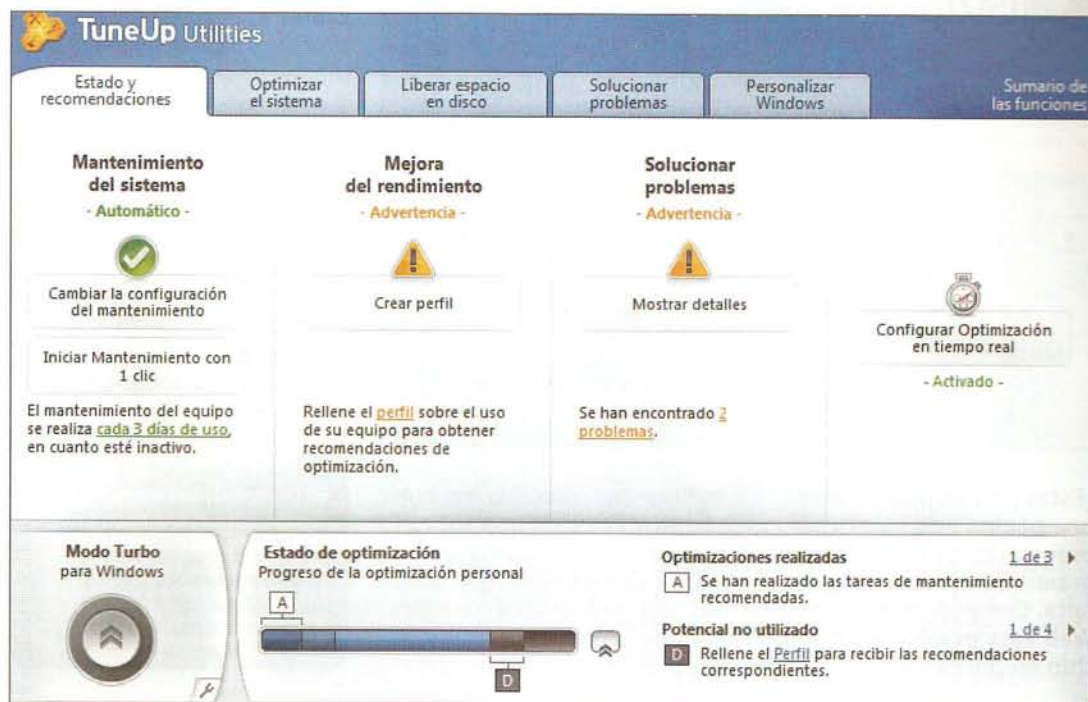 TuneUp Utilities
Estado y
recomendaciones
Optimizar
el sistema
Liberar espacio
en disco
Solucionar
problemas
Personalizar
Windows
Sumario de
las funciones
Mantenimiento
del sistema
- Automático -
Cambiar la configuración
del mantenimiento
Iniciar Mantenimiento con
1 clic
El mantenimiento del equipo
se realiza cada 3 días de uso,
en cuanto esté inactivo.
Mejora
del rendimiento
- Advertencia -
Crear perfil
Rellene el perfil sobre el uso
de su equipo para obtener
recomendaciones de
optimización.
Solucionar
problemas
- Advertencia -
Mostrar detalles
Se han encontrado 2
problemas.
Configurar Optimización
en tiempo real
- Activado -
Modo Turbo
para Windows
Estado de optimización
Progreso de la optimización personal
A
D
Optimizaciones realizadas 1 de 3
A Se han realizado las tareas de mantenimiento
recomendadas.
Potencial no utilizado 1 de 4
D Rellene el Perfil para recibir las recomendaciones
correspondientes.